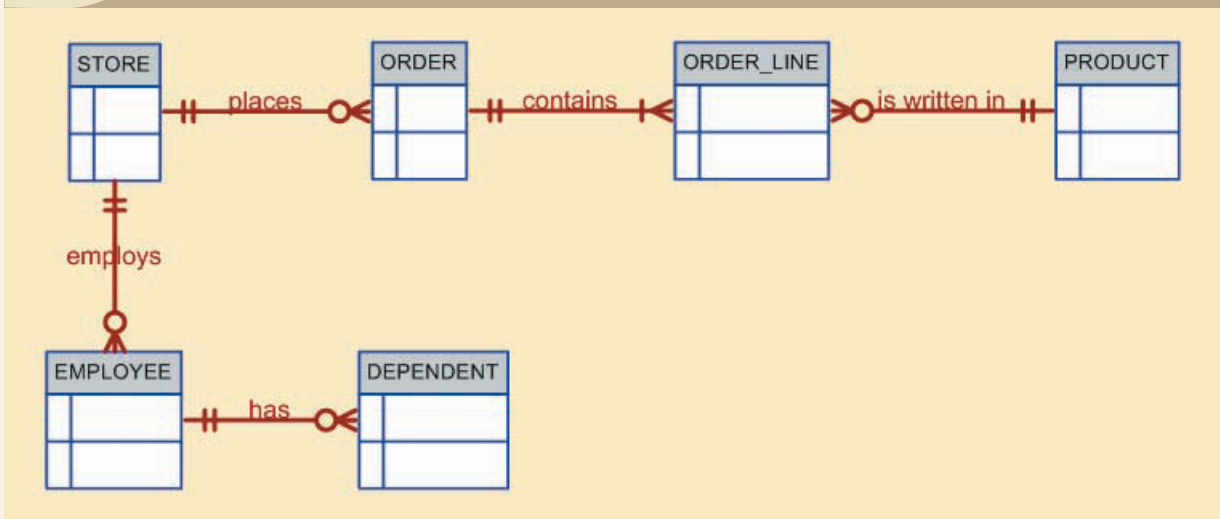 STORE
places
ORDER
contains
ORDER_LINE
is written in
PRODUCT
employs
EMPLOYEE
has
DEPENDENT